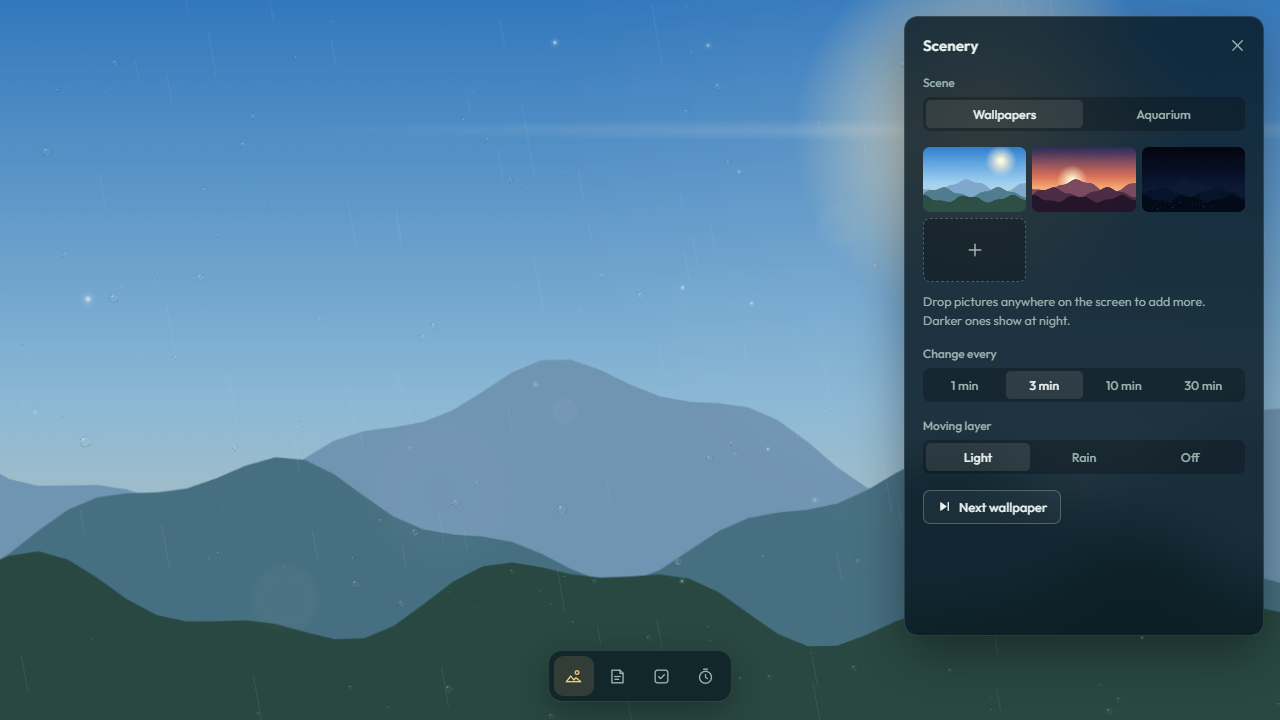 Scenery
Scene
Wallpapers
Aquarium
Drop pictures anywhere on the screen to add more.
Darker ones show at night.
Change every
1 min
3 min
10 min
30 min
Moving layer
Light
Rain
Off
Next wallpaper